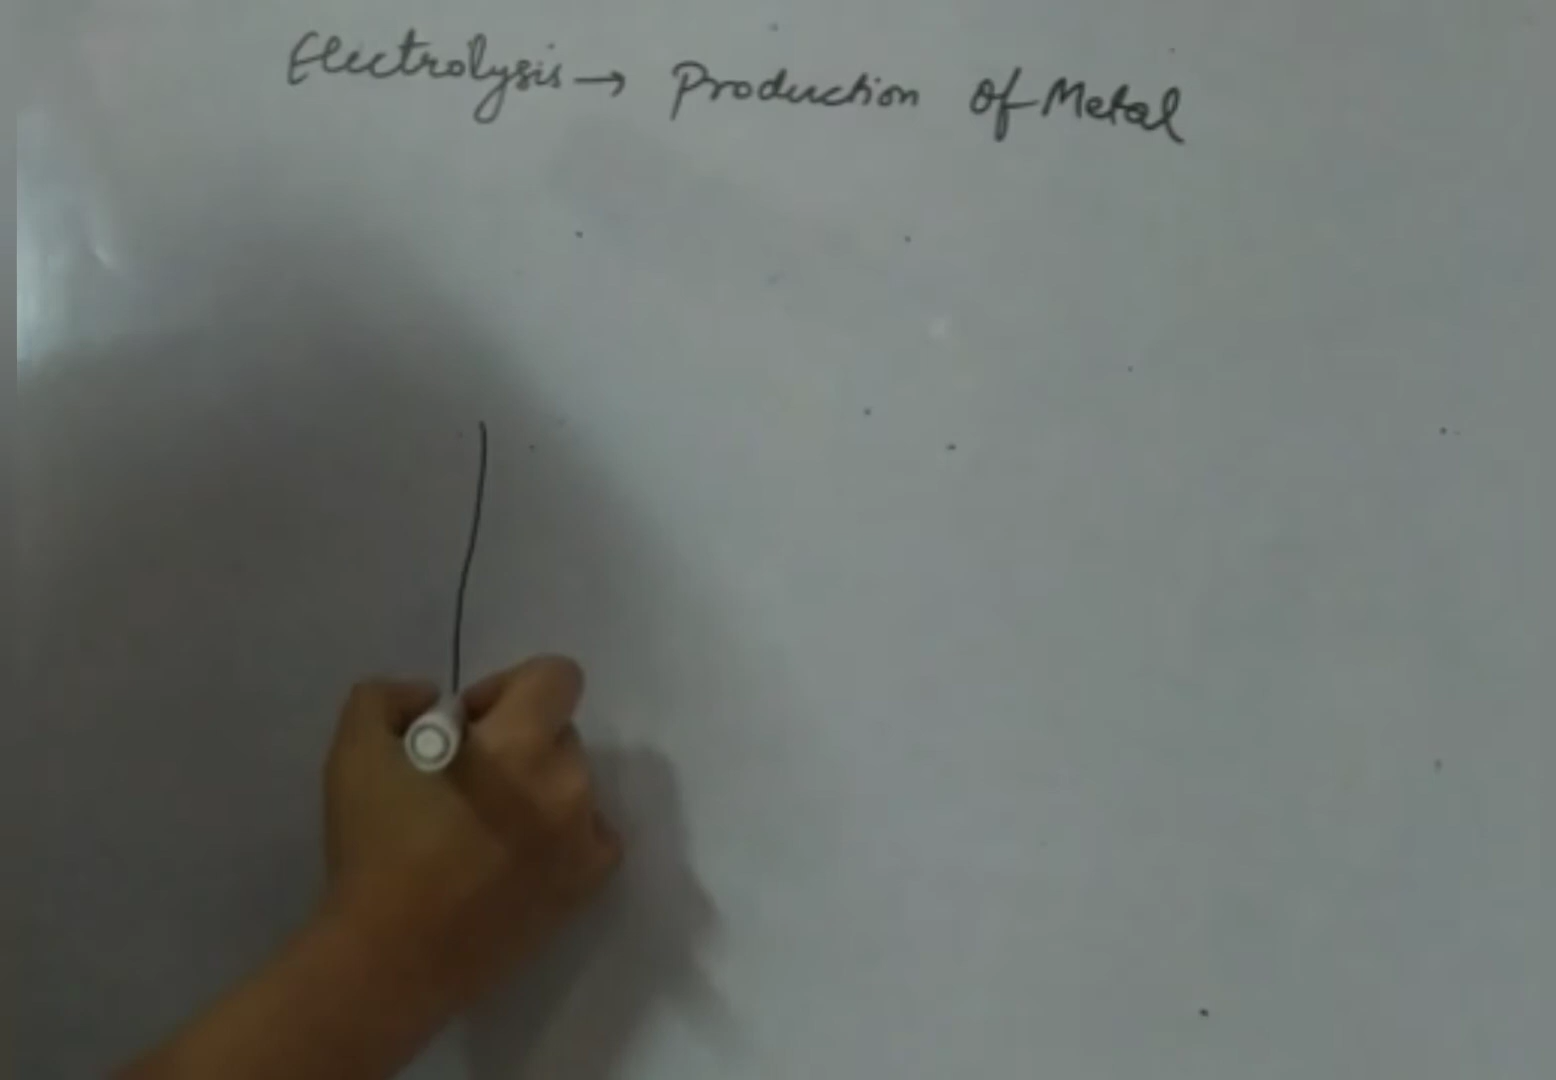 Electrolysis → Production of Metal